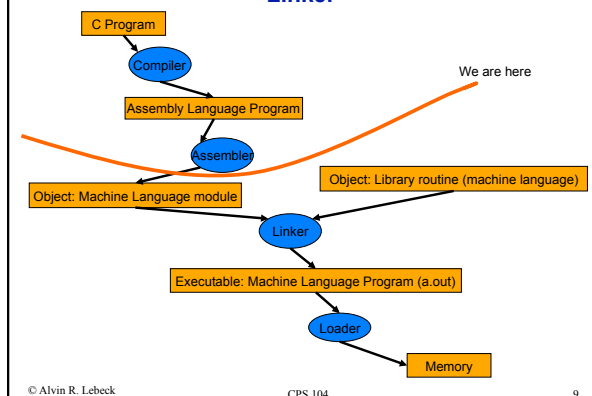 Linker
C Program
Compiler
We are here
Assembly Language Program
Assembler
Object: Library routine (machine language)
Object: Machine Language module
Linker
Executable: Machine Language Program (a.out)
Loader
Memory
© Alvin R. Lebeck
CPS 104
9